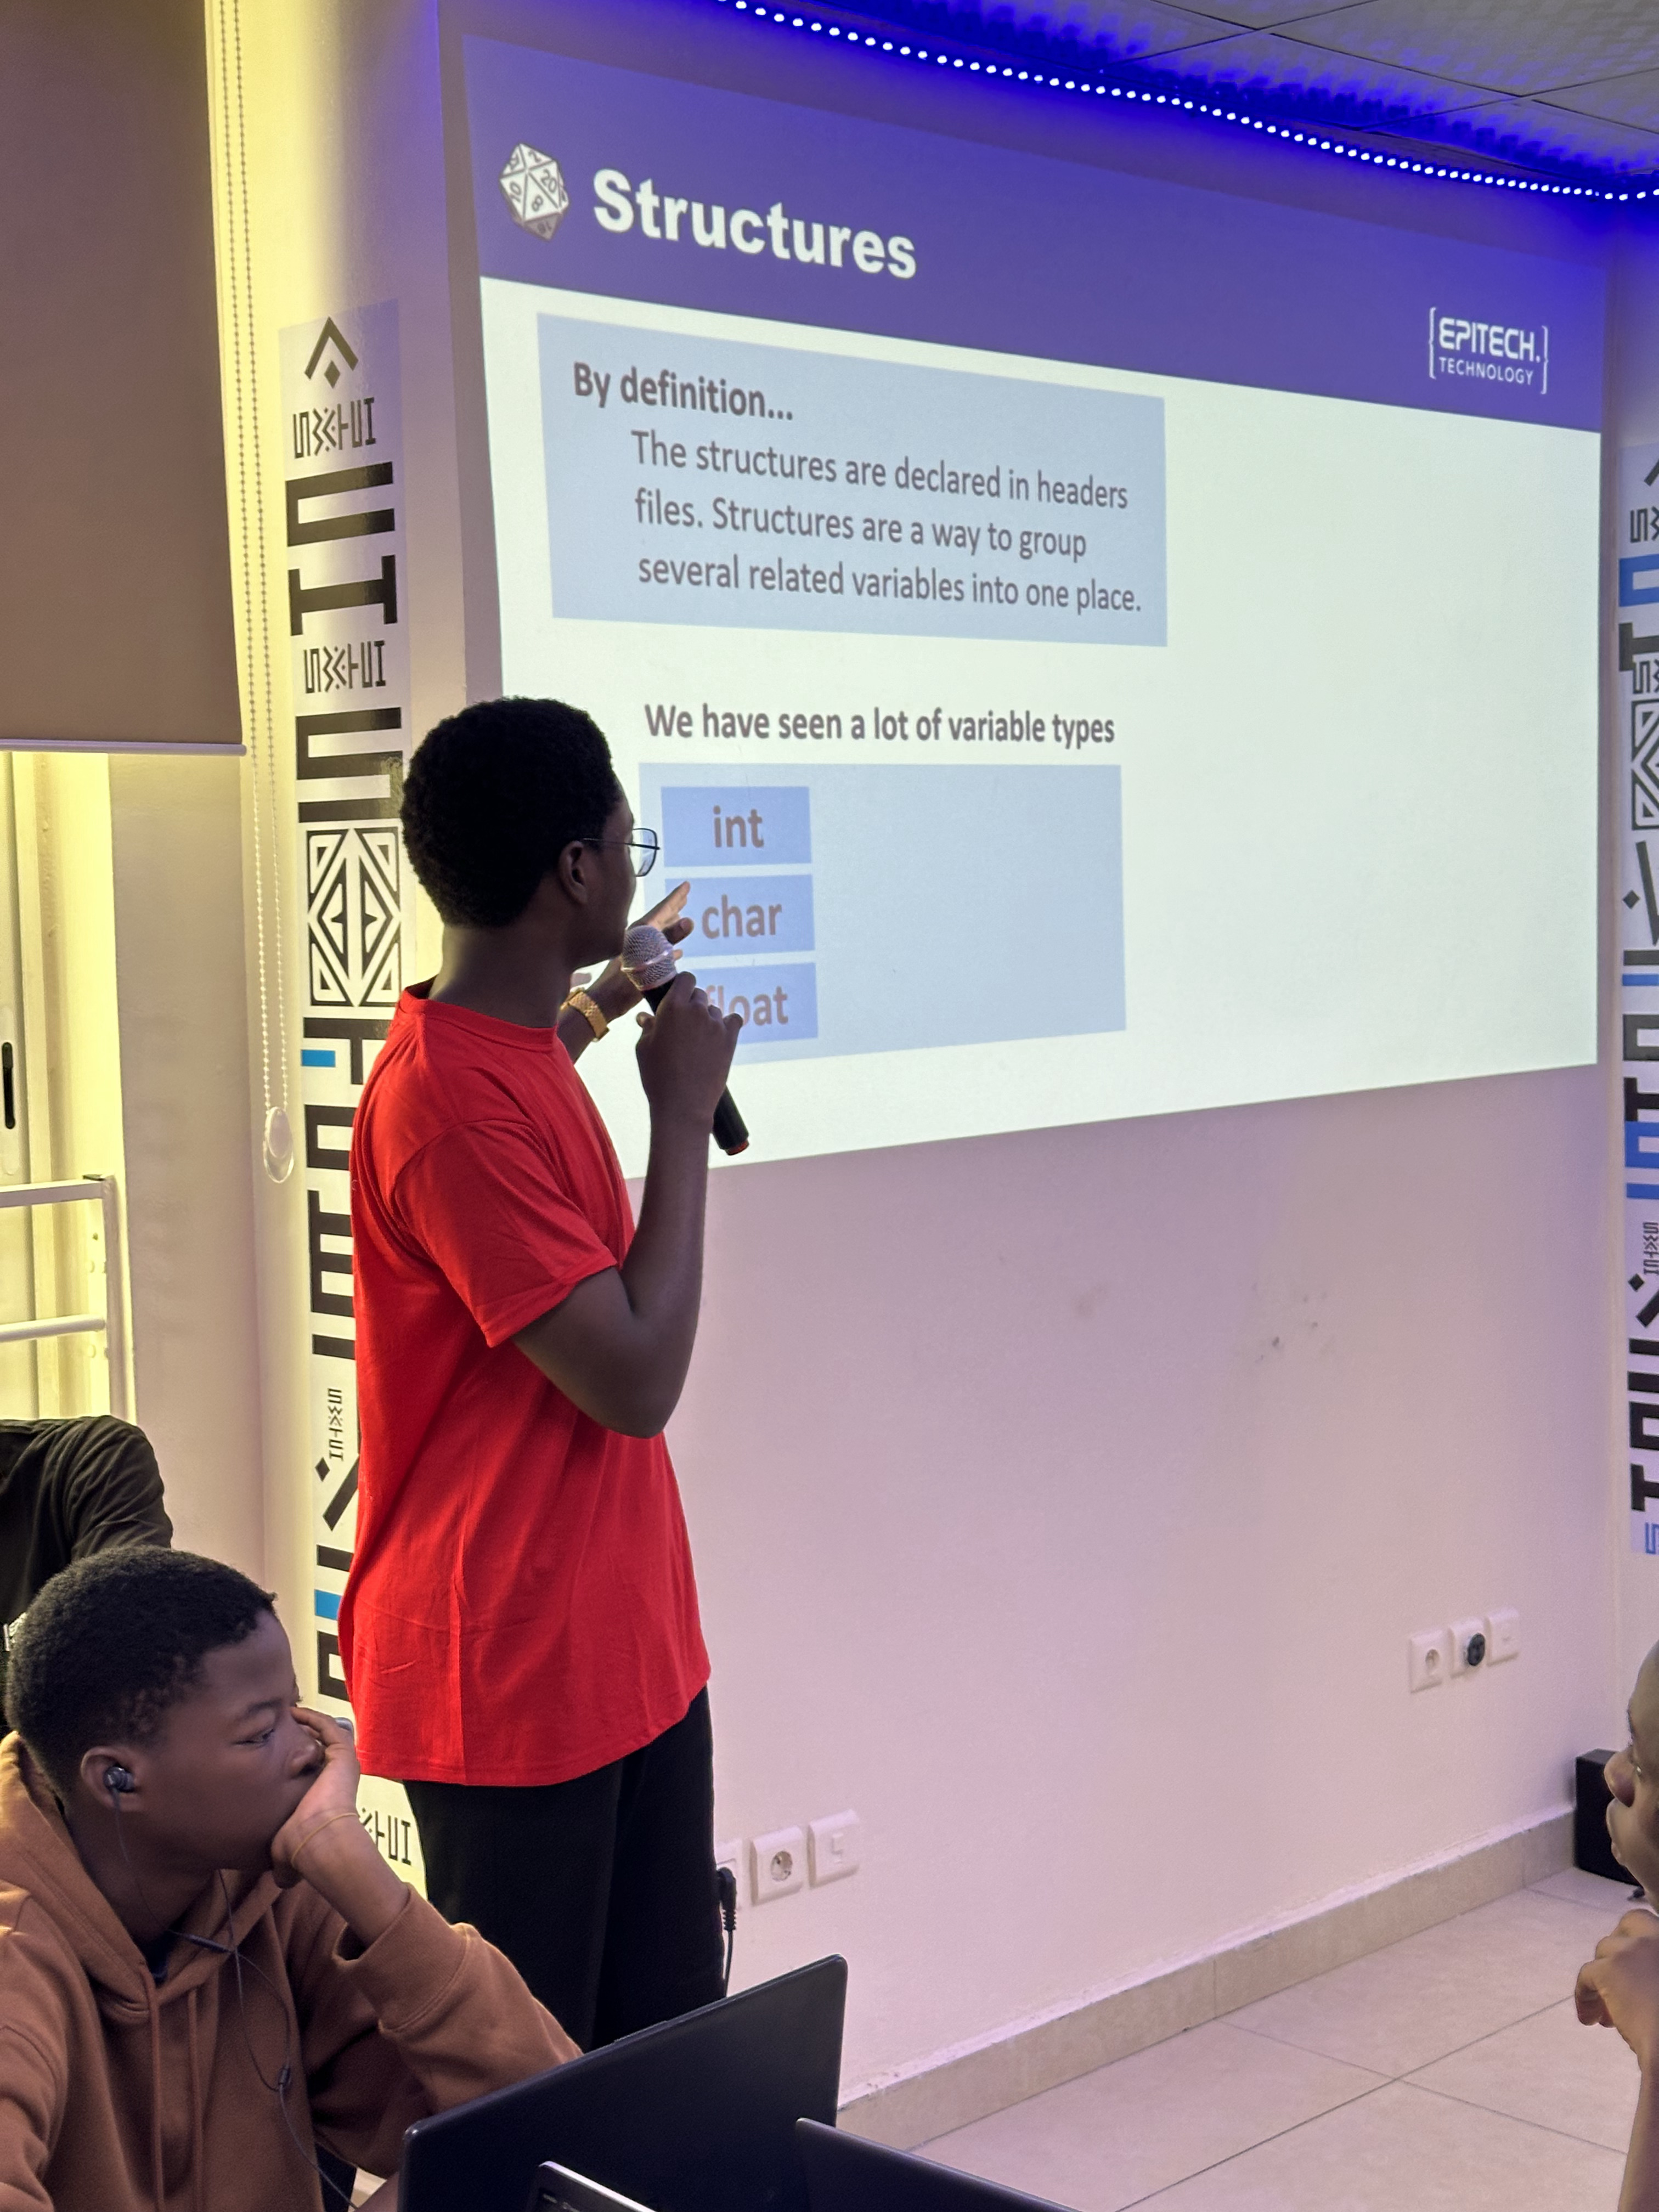 Structures
EPITECH.
TECHNOLOGY
By definition...
The structures are declared in headers
files. Structures are a way to group
several related variables into one place.
We have seen a lot of variable types
int
char
float